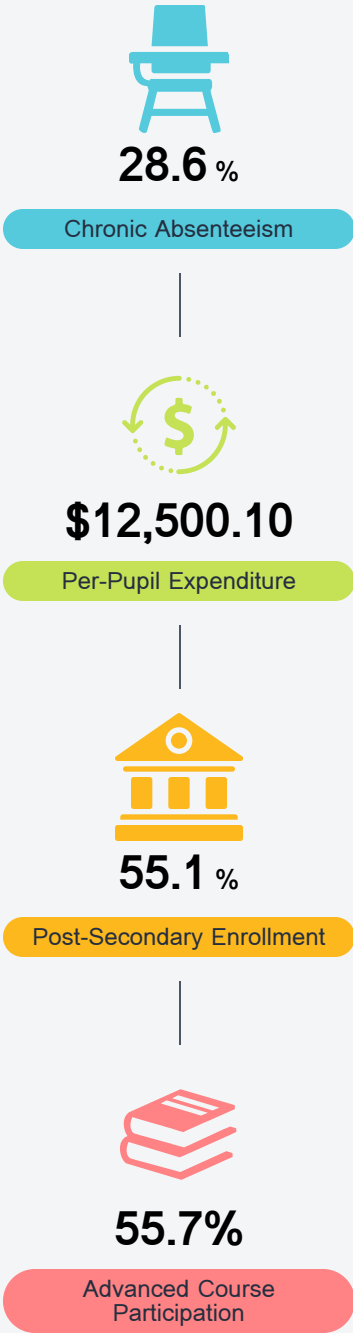 28.6 %
Chronic Absenteeism
$
$12,500.10
Per-Pupil Expenditure
55.1 %
Post-Secondary Enrollment
55.7%
Advanced Course
Participation